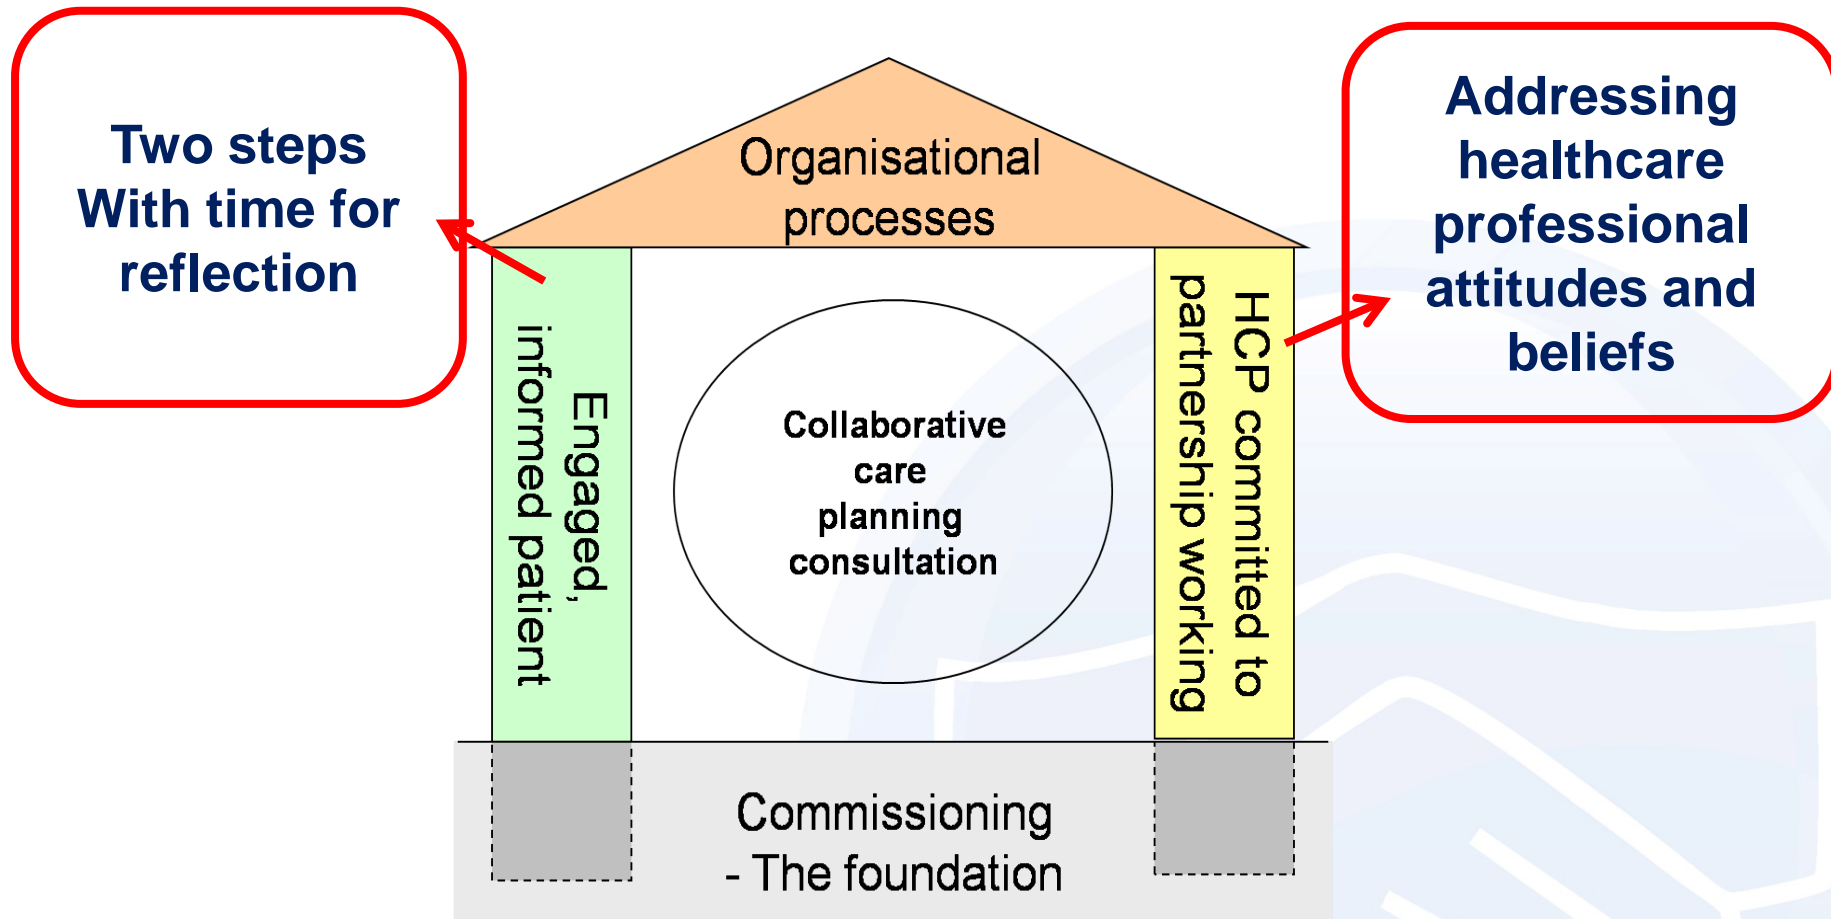 Two steps
With time for
reflection
Organisational
processes
Addressing
healthcare
professional
attitudes and
beliefs
Engaged,
informed patient
Collaborative
care
planning
consultation
HCP committed to
partnership working
Commissioning
- The foundation